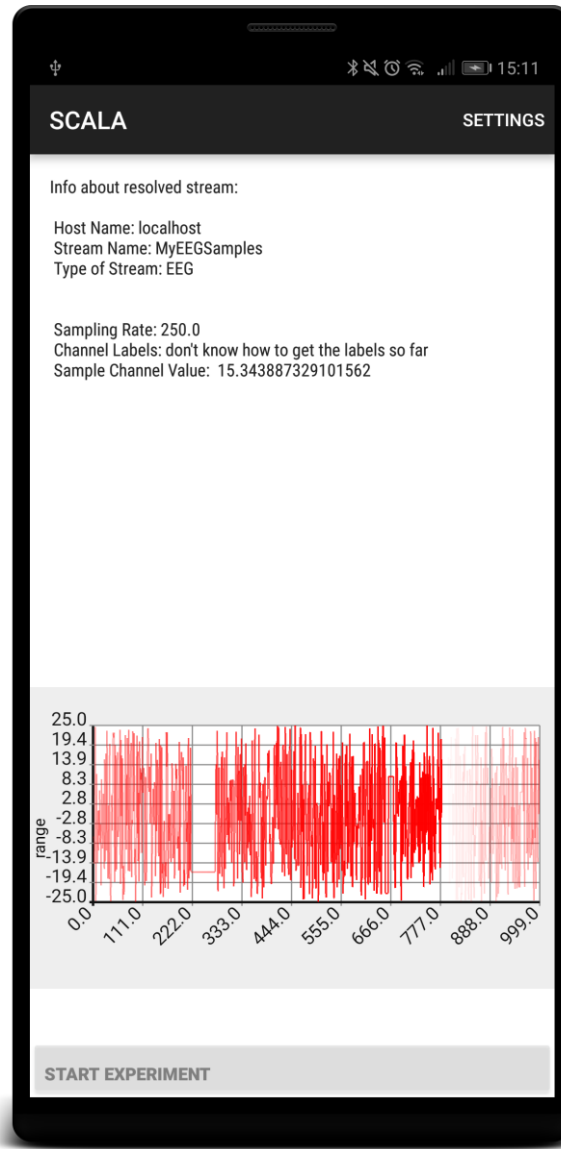 15:11
SCALA
SETTINGS
Info about resolved stream:
Host Name: localhost
Stream Name: MyEEGSamples
Type of Stream: EEG
Sampling Rate: 250.0
Channel Labels: don't know how to get the labels so far
Sample Channel Value:  15.343887329101562
25.0
19.4
13.9
8.3
2.8
-2.8
-8.3
-13.9
-19.4
-25.0
range
0.0
111.0
222.0
333.0
444.0
555.0
666.0
777.0
888.0
999.0
START EXPERIMENT